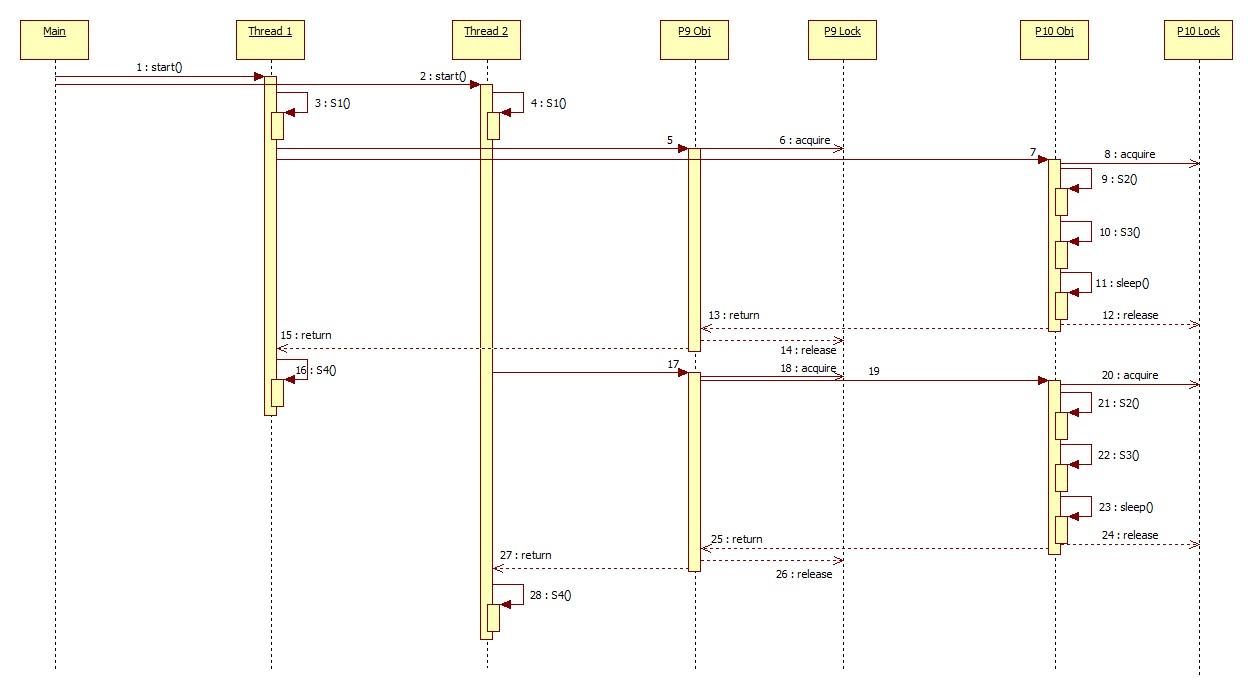 Main
Thread 1
Thread 2
P9 Obj
P9 Lock
P10 Obj
P10 Lock
1 : start()
2 : start()
3 : S1()
4 : S1()
5
6 : acquire
7
8 : acquire
9 : S2()
10 : S3()
11 : sleep()
12 : release
13 : return
14 : release
15 : return
16 : S4()
17
18 : acquire
19
20 : acquire
21 : S2()
22 : S3()
23 : sleep()
24 : release
25 : return
26 : release
27 : return
28 : S4()